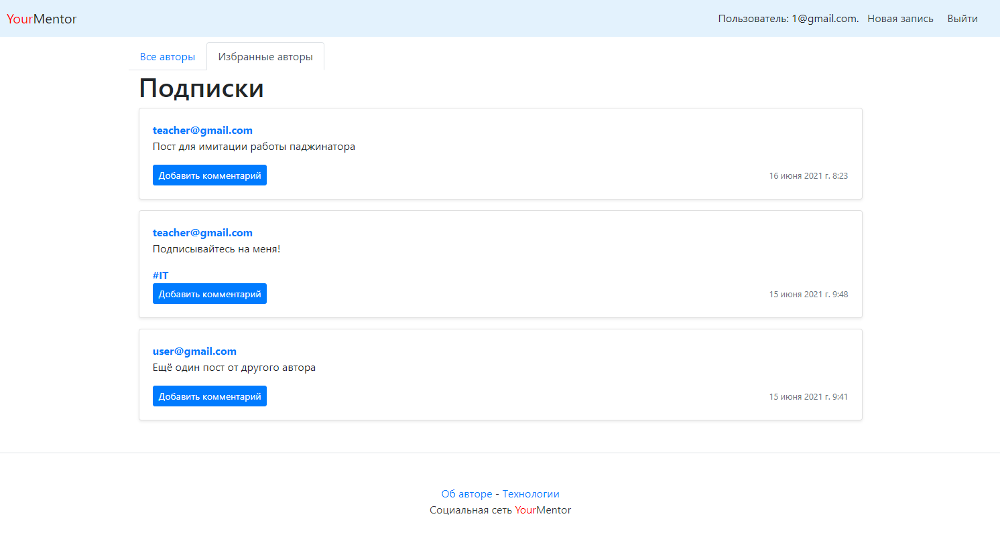 YourMentor
Пользователь: 1@gmail.com. Новая запись Выйти
Все авторы Избранные авторы
Подписки
teacher@gmail.com
Пост для имитации работы паджинатора
Добавить комментарий 16 июня 2021 г. 8:23
teacher@gmail.com
Подписывайтесь на меня!
#IT
Добавить комментарий 15 июня 2021 г. 9:48
user@gmail.com
Ещё один пост от другого автора
Добавить комментарий 15 июня 2021 г. 9:41
Об авторе - Технологии
Социальная сеть YourMentor